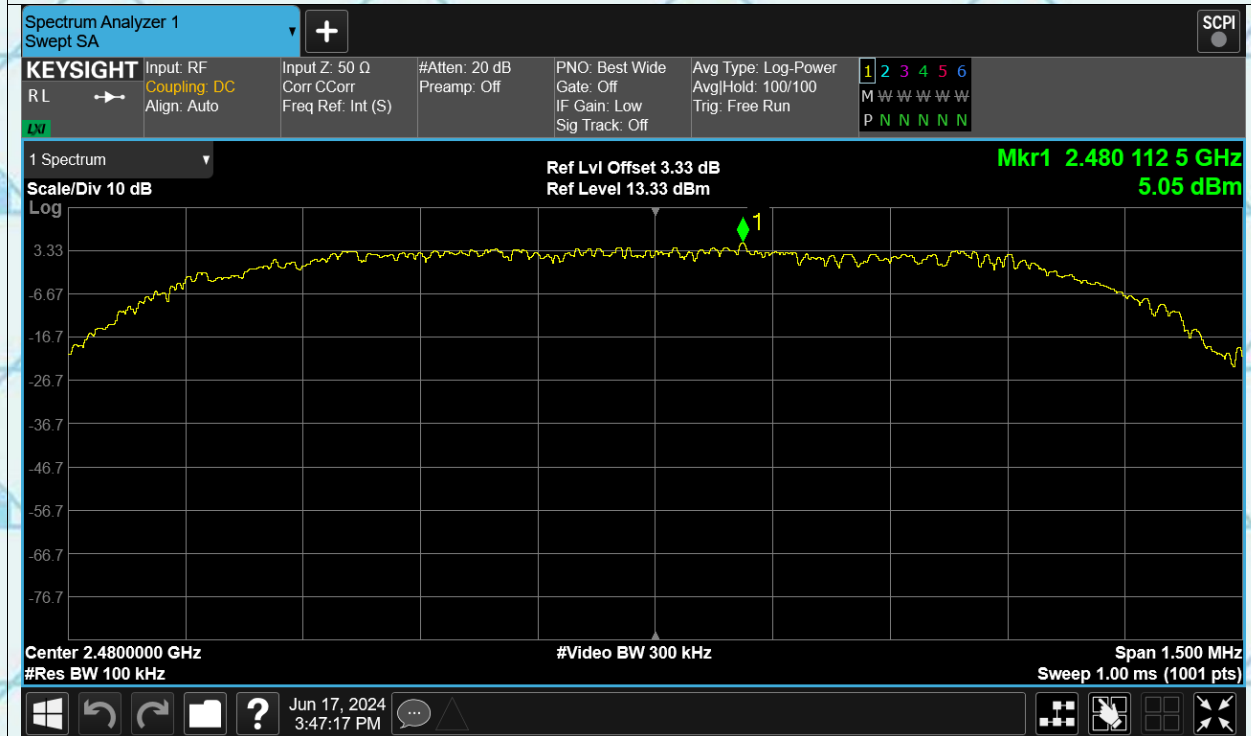 Spectrum Analyzer 1
Swept SA
▼
+
SCPI
KEYSIGHT
RL
LXI
Input: RF
Coupling: DC
Align: Auto
Input Z: 50 Ω
Corr CCorr
Freq Ref: Int (S)
#Atten: 20 dB
Preamp: Off
PNO: Best Wide
Gate: Off
IF Gain: Low
Sig Track: Off
Avg Type: Log-Power
Avg|Hold: 100/100
Trig: Free Run
1 2 3 4 5 6
M W W W W W W
P N N N N N N
1 Spectrum ▼
Scale/Div 10 dB
Log
Ref Lvl Offset 3.33 dB
Ref Level 13.33 dBm
Mkr1 2.480 112 5 GHz
5.05 dBm
1
3.33
-6.67
-16.7
-26.7
-36.7
-46.7
-56.7
-66.7
-76.7
Center 2.4800000 GHz
#Res BW 100 kHz
#Video BW 300 kHz
Span 1.500 MHz
Sweep 1.00 ms (1001 pts)
?
Jun 17, 2024
3:47:17 PM